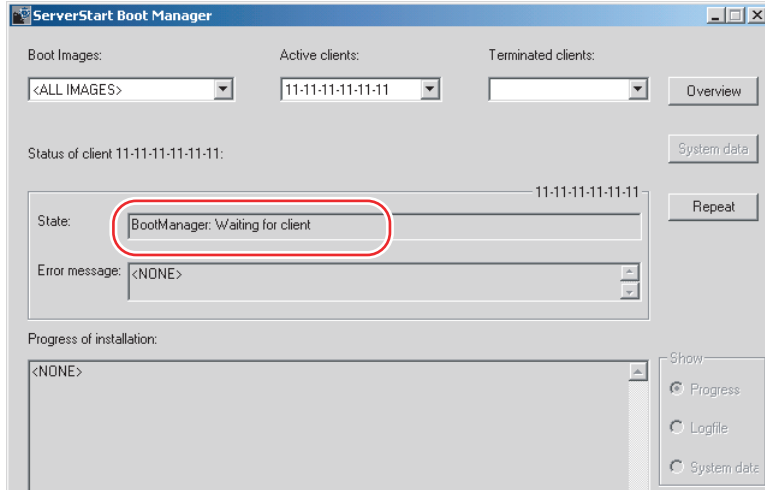 ServerStart Boot Manager
Boot Images:
Active clients:
Terminated clients:
<ALL IMAGES>
11-11-11-11-11-11
Overview
Status of client 11-11-11-11-11-11:
System data
11-11-11-11-11-11
Repeat
State:
BootManager: Waiting for client
Error message:
<NONE>
Progress of installation:
<NONE>
Show
Progress
Logfile
System data